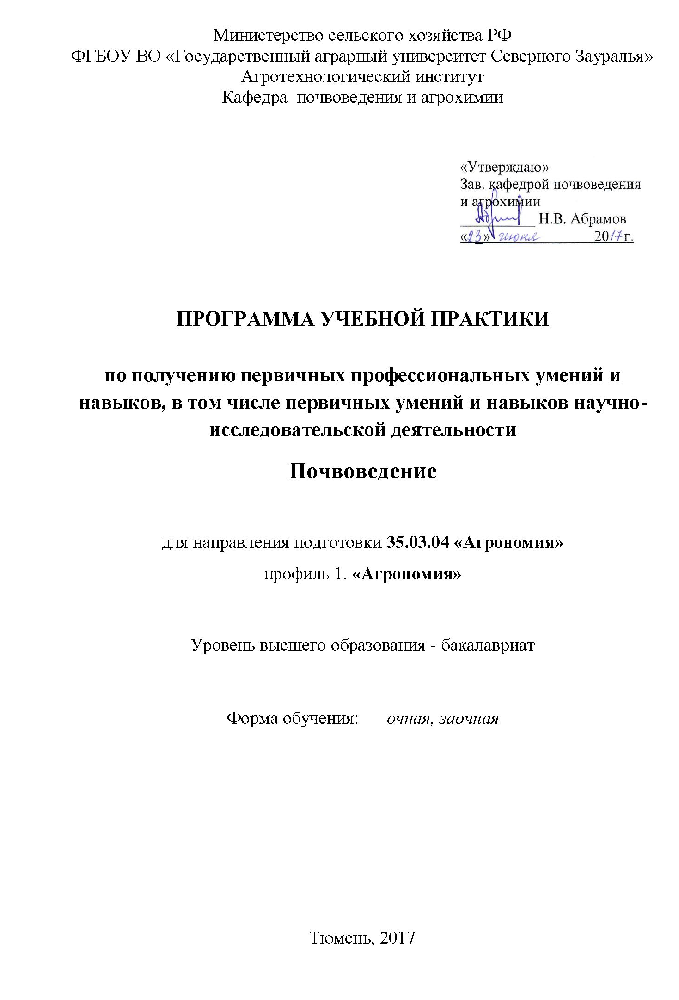 Министерство сельского хозяйства РФ
ФГБОУ ВО «Государственный аграрный университет Северного Зауралья»
Агротехнологический институт
Кафедра почвоведения и агрохимии
«Утверждаю»
Зав. кафедрой почвоведения
и агрохимии
Н.В. Абрамов
«23» июня 2017г.
ПРОГРАММА УЧЕБНОЙ ПРАКТИКИ
по получению первичных профессиональных умений и
навыков, в том числе первичных умений и навыков научно-
исследовательской деятельности
Почвоведение
для направления подготовки 35.03.04 «Агрономия»
профиль 1. «Агрономия»
Уровень высшего образования - бакалавриат
Форма обучения: очная, заочная
Тюмень, 2017